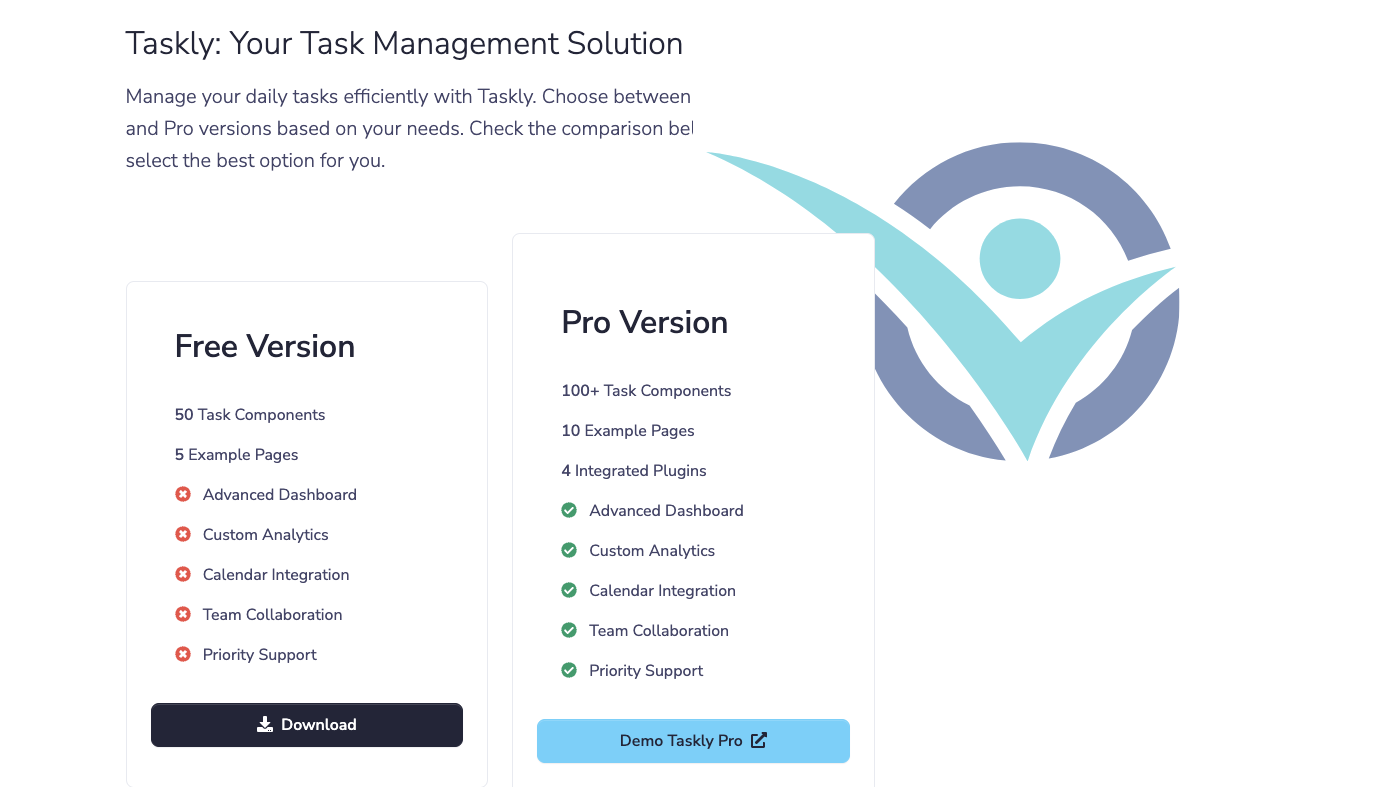 Taskly: Your Task Management Solution
Manage your daily tasks efficiently with Taskly. Choose between
and Pro versions based on your needs. Check the comparison
select the best option for you.
Free Version
50 Task Components
5 Example Pages
Advanced Dashboard
Custom Analytics
Calendar Integration
Team Collaboration
Priority Support
Download
Pro Version
100+ Task Components
10 Example Pages
4 Integrated Plugins
Advanced Dashboard
Custom Analytics
Calendar Integration
Team Collaboration
Priority Support
Demo Taskly Pro